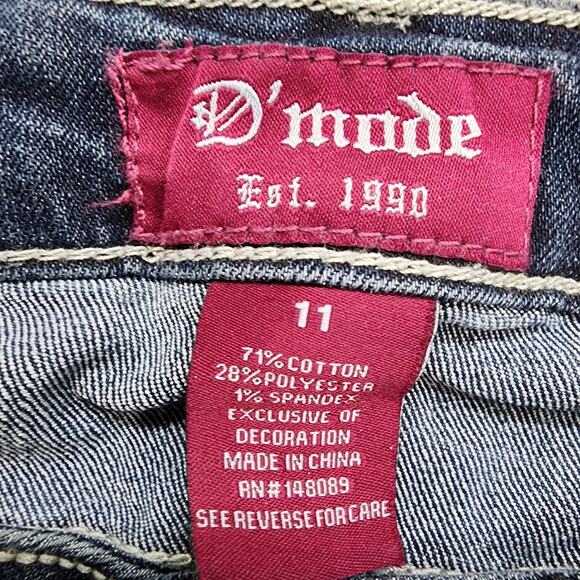 D'mode
Est. 1990
11
71% COTTON
28% POLYESTER
1% SPANDEX
EXCLUSIVE OF
DECORATION
MADE IN CHINA
RN#148089
SEE REVERSE FOR CARE